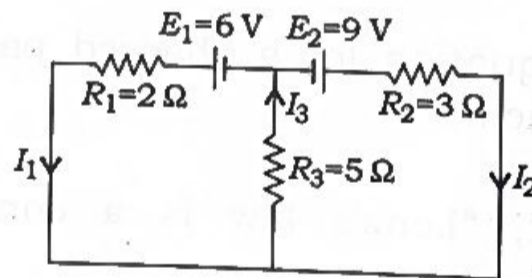 E₁=6 V E₂=9 V
R₁=2 Ω I₃ R₂=3 Ω
I₁ R₃=5 Ω I₂